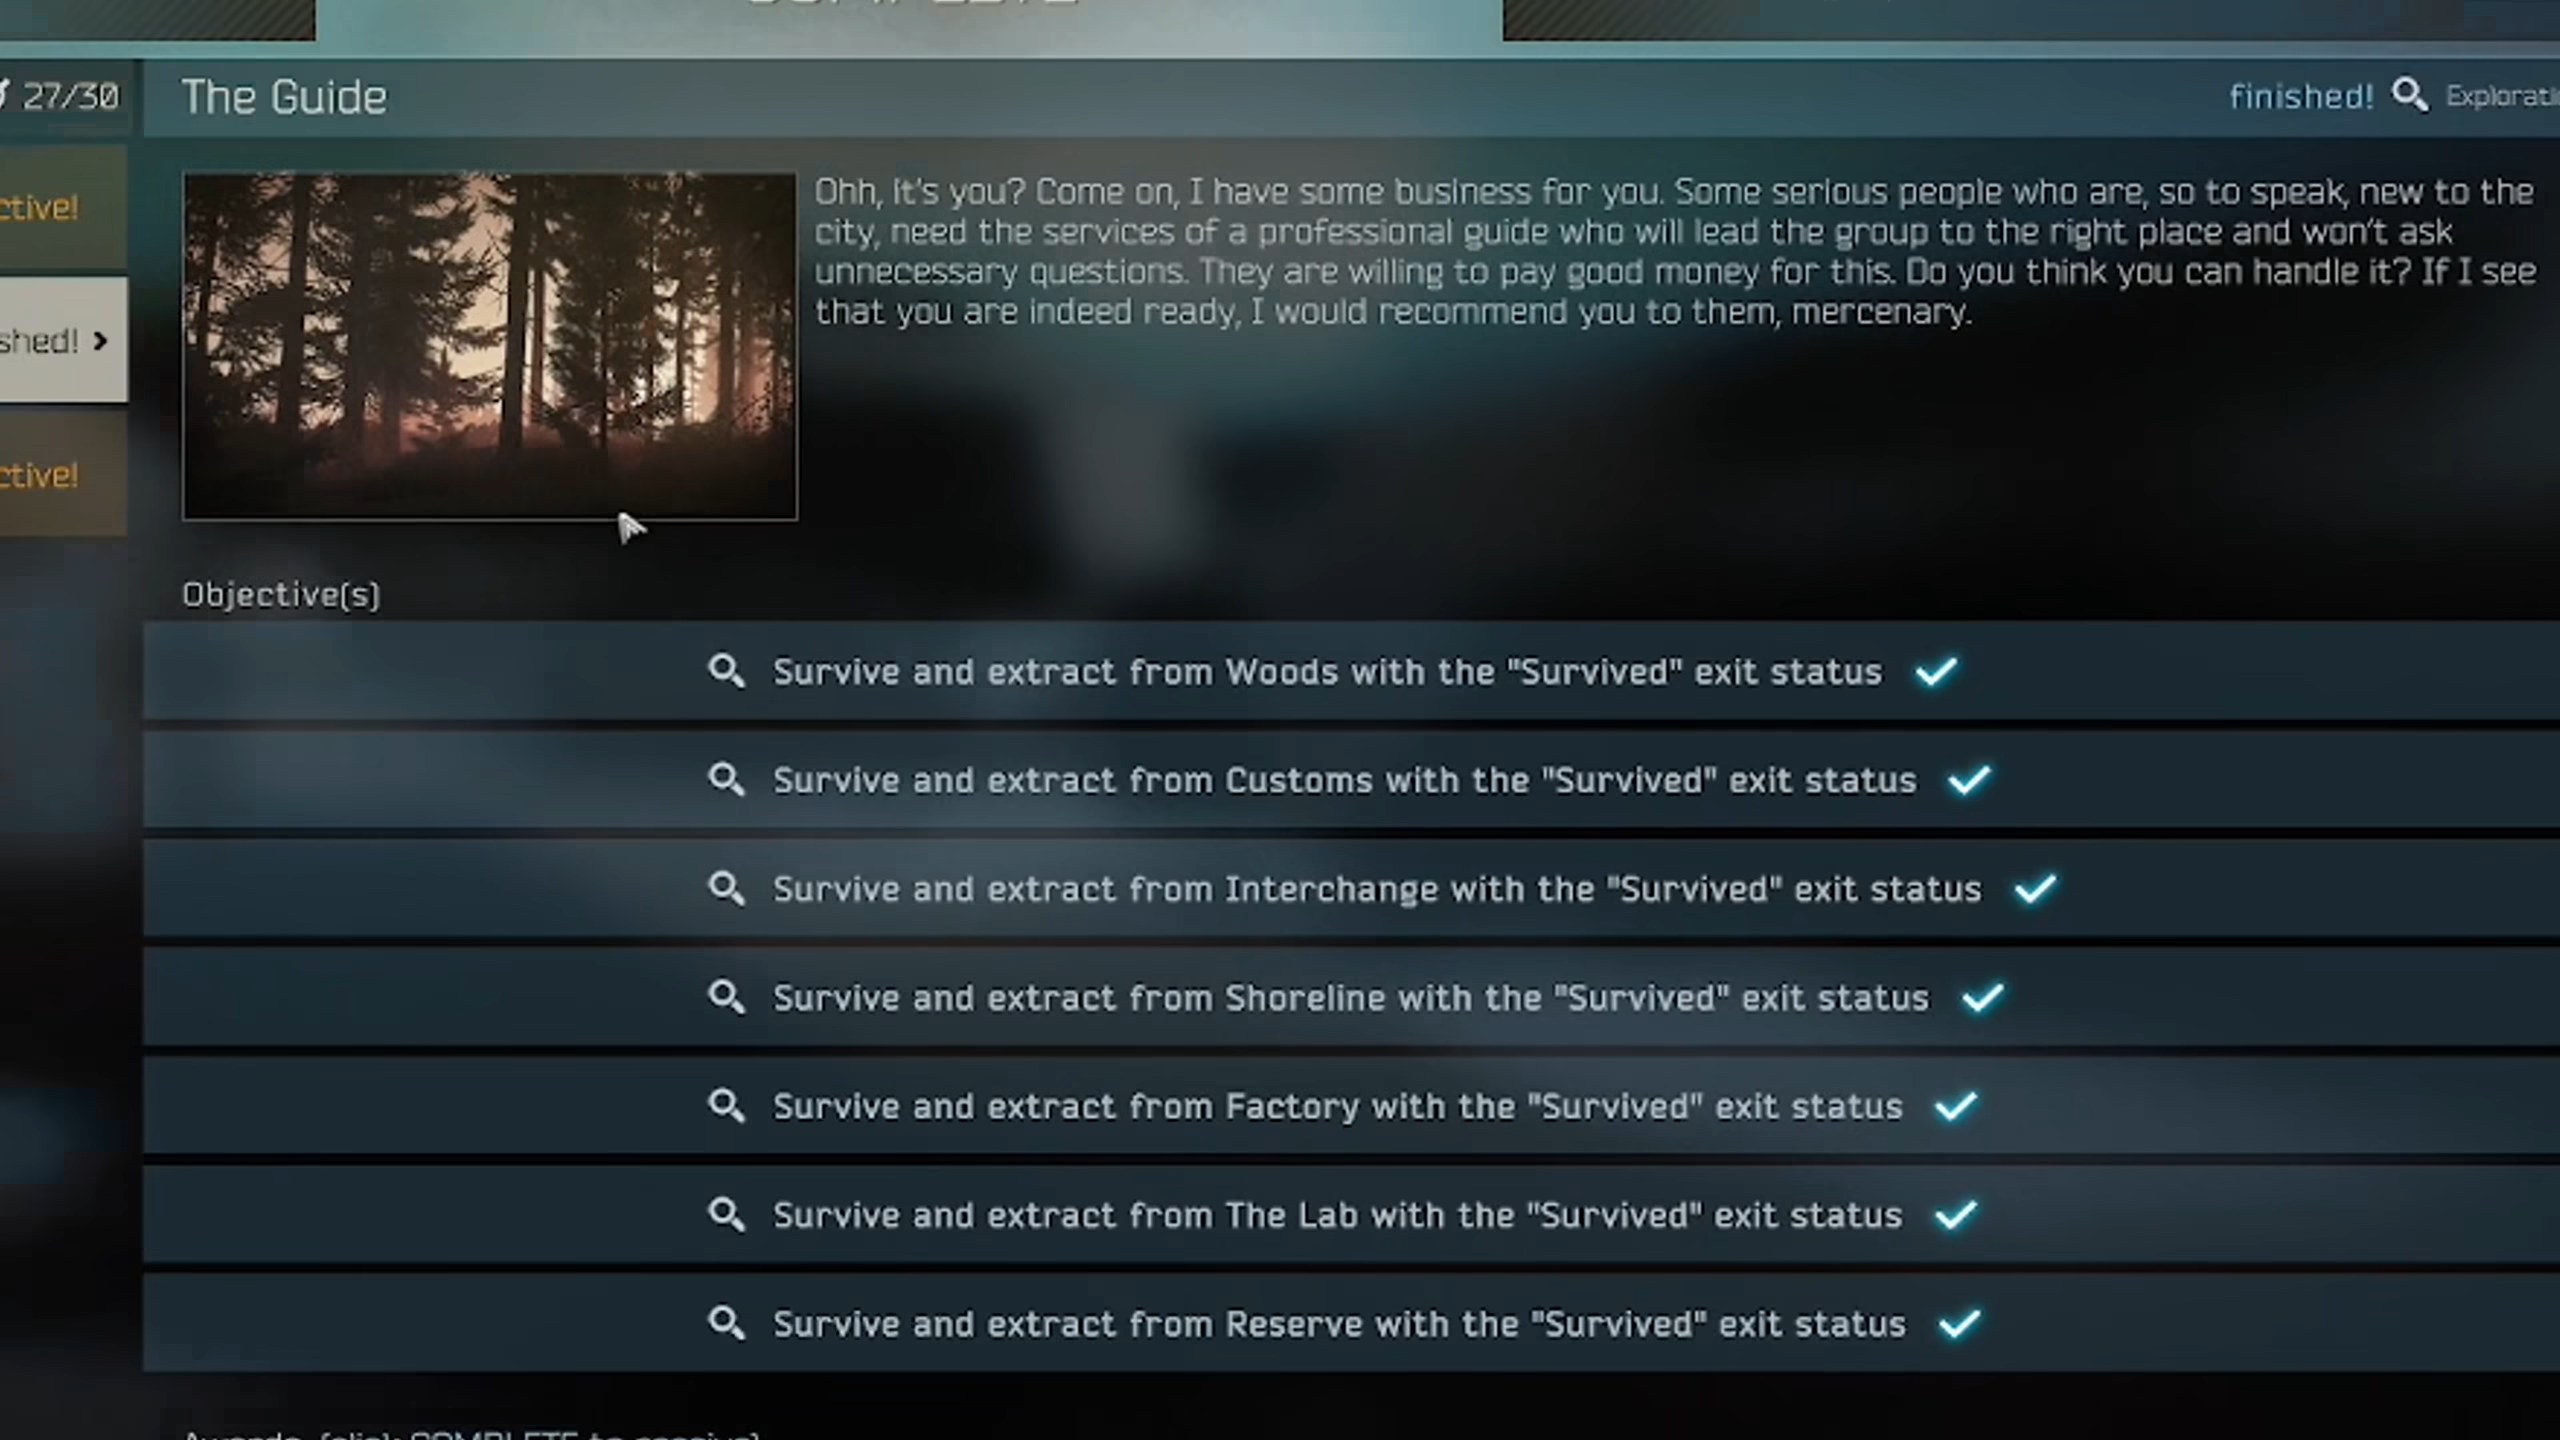 COMPLETE
27/30
The Guide
finished!
Ohh, it's you? Come on, I have some business for you. Some serious people who are, so to speak, new to the
city, need the services of a professional guide who will lead the group to the right place and won't ask
unnecessary questions. They are willing to pay good money for this. Do you think you can handle it? If I see
that you are indeed ready, I would recommend you to them, mercenary.
ctive!
shed!
ctive!
Objective(s)
Survive and extract from Woods with the "Survived" exit status
Survive and extract from Customs with the "Survived" exit status
Survive and extract from Interchange with the "Survived" exit status
Survive and extract from Shoreline with the "Survived" exit status
Survive and extract from Factory with the "Survived" exit status
Survive and extract from The Lab with the "Survived" exit status
Survive and extract from Reserve with the "Survived" exit status
Awards (click COMPLETE to receive)